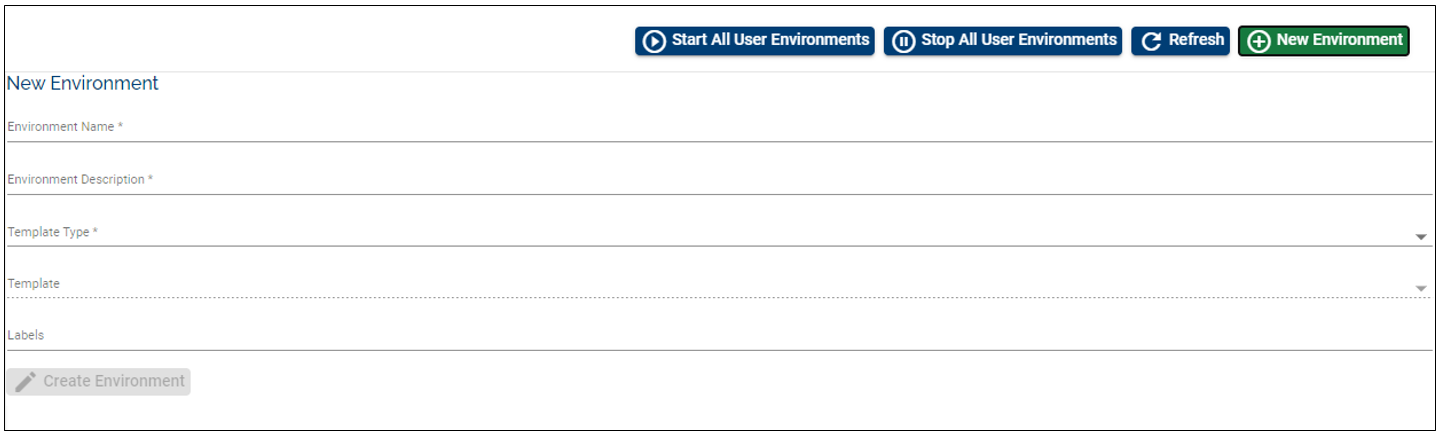 Start All User Environments Stop All User Environments Refresh New Environment
New Environment
Environment Name *
Environment Description *
Template Type *
Template
Labels
Create Environment